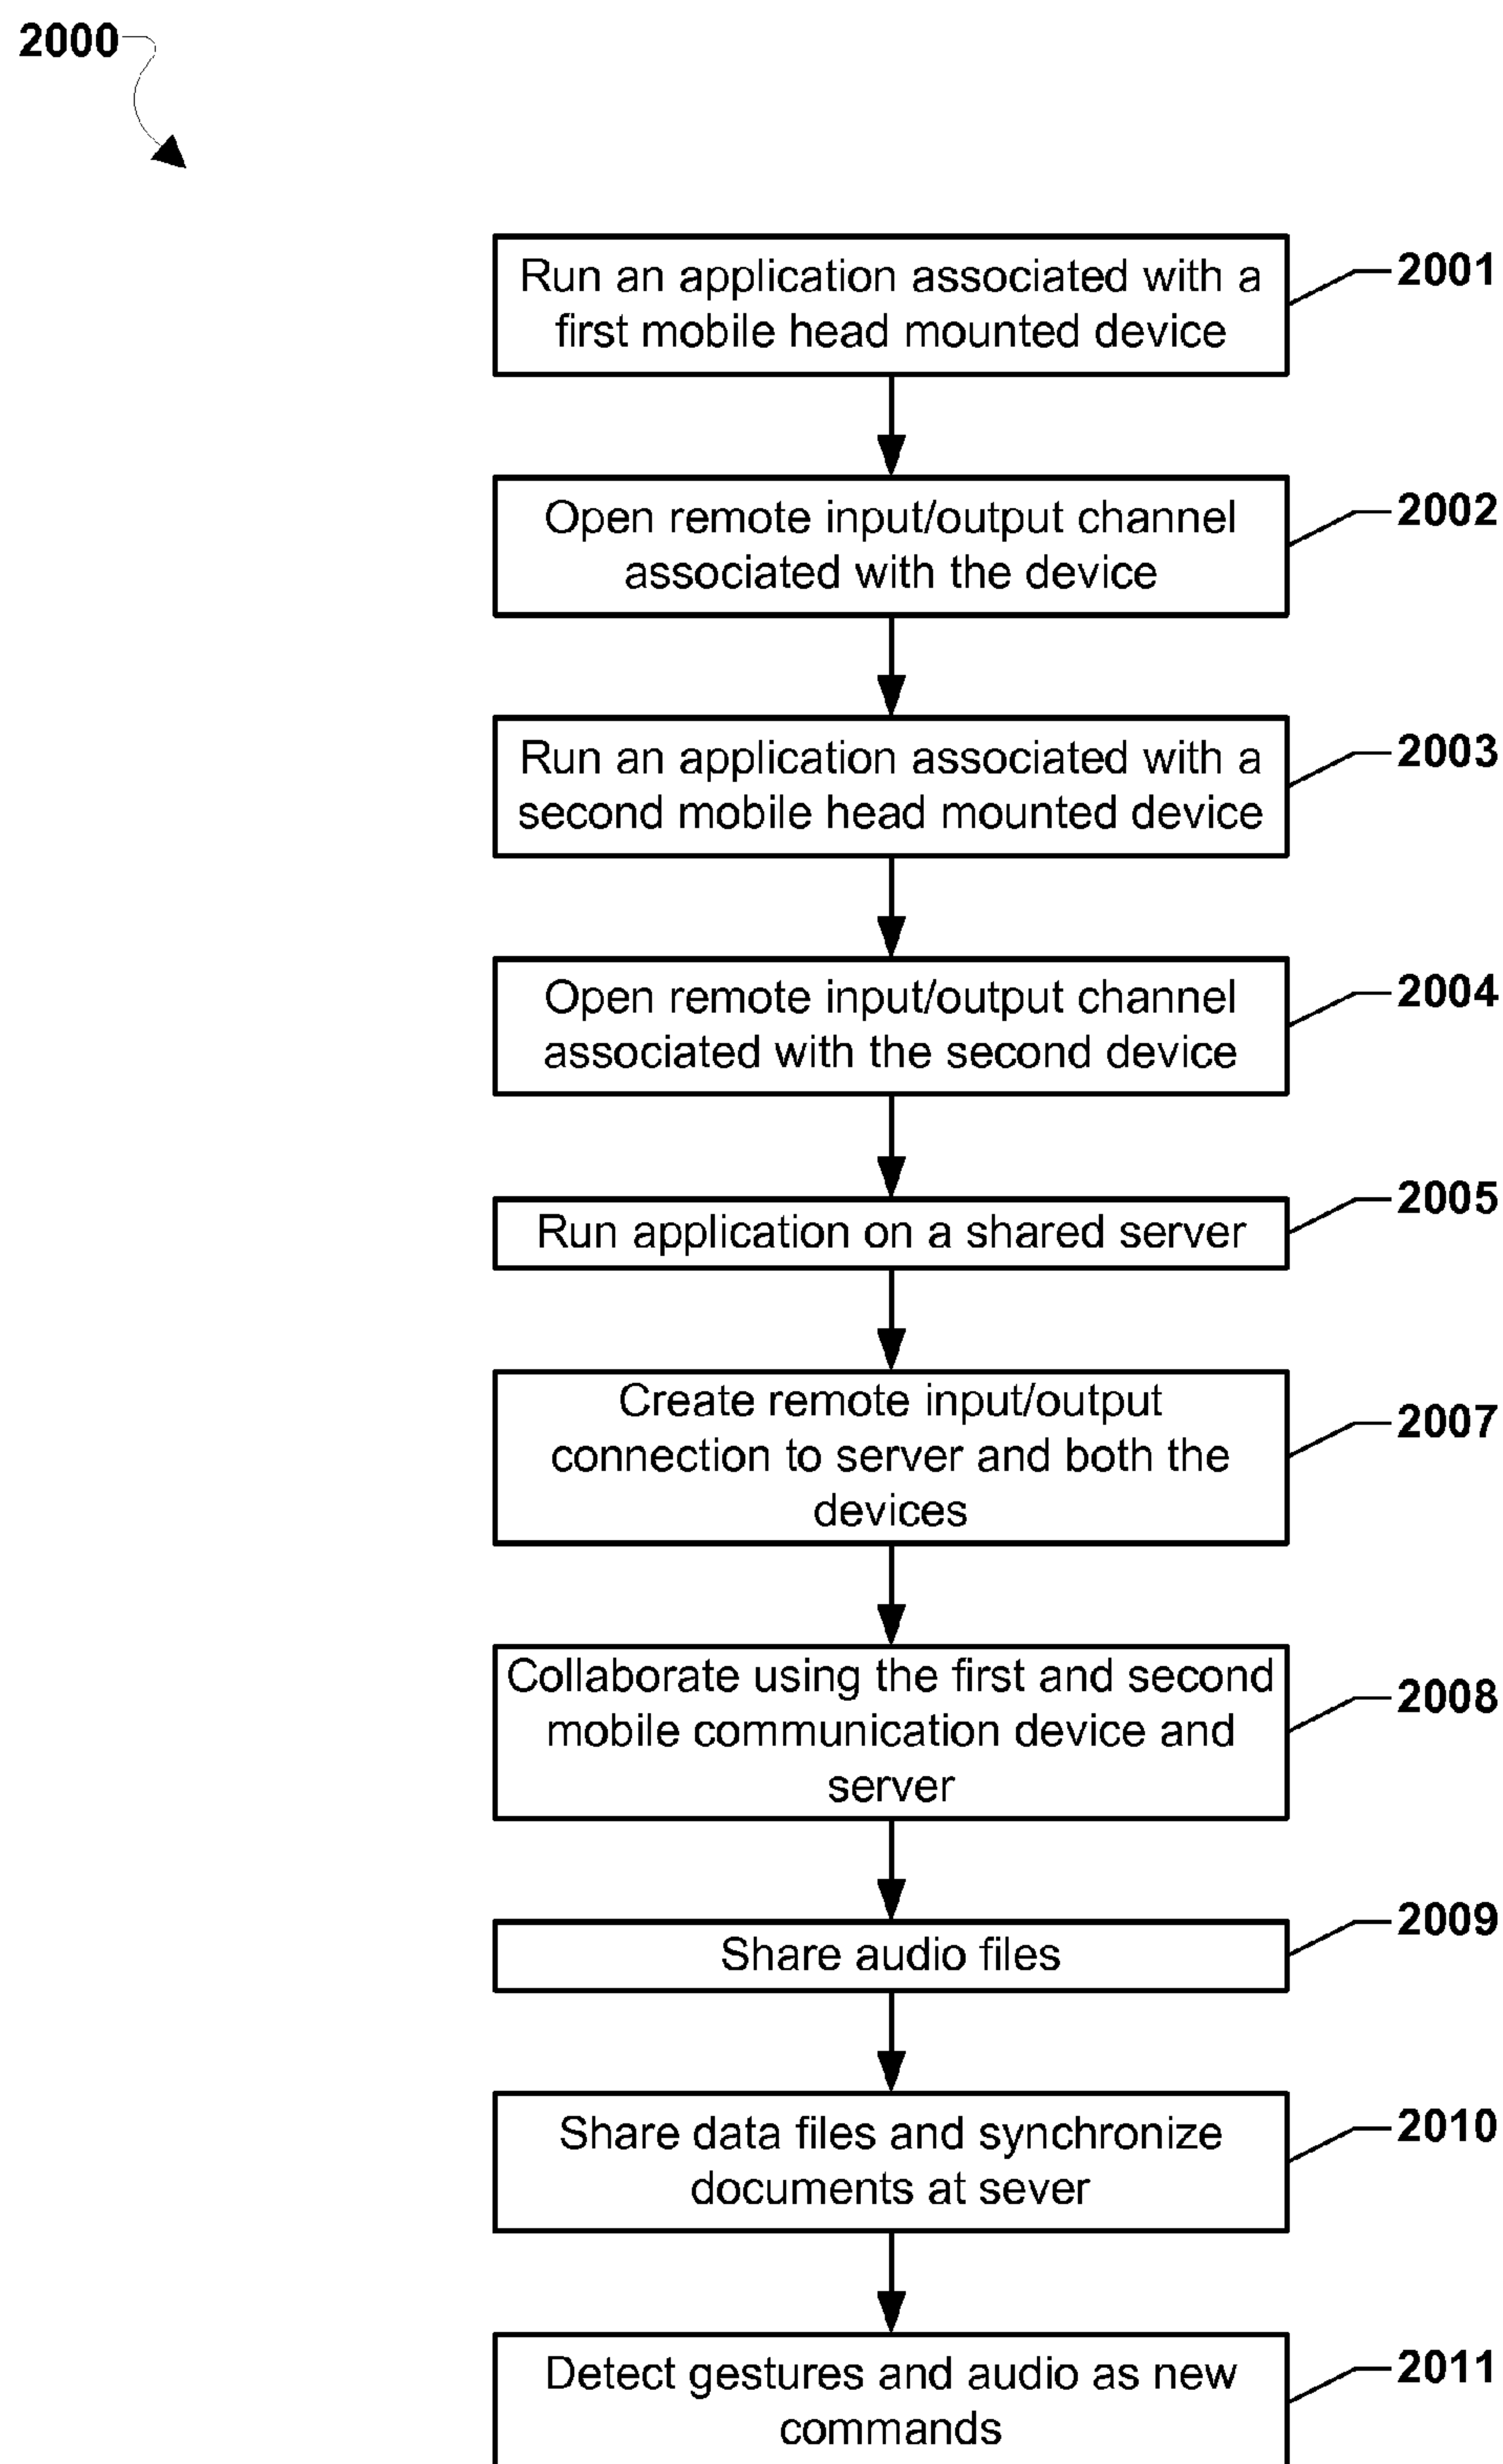 2000
Run an application associated with a
first mobile head mounted device
2001
Open remote input/output channel
associated with the device
2002
Run an application associated with a
second mobile head mounted device
2003
Open remote input/output channel
associated with the second device
2004
Run application on a shared server
2005
Create remote input/output
connection to server and both the
devices
2007
Collaborate using the first and second
mobile communication device and
server
2008
Share audio files
2009
Share data files and synchronize
documents at sever
2010
Detect gestures and audio as new
commands
2011